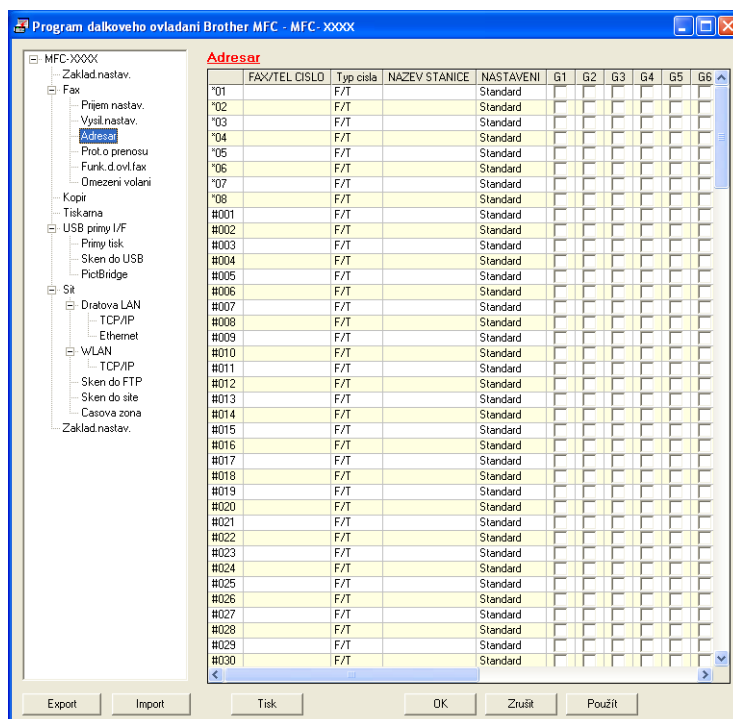 Program dalkoveho ovladani Brother MFC - MFC-XXXX
MFC-XXXX
Zaklad.nastav.
Fax
Prijem nastav.
Vysil.nastav.
Adresar
Prot.o prenosu
Funk.d.ovl.fax
Omezeni volani
Kopir
Tiskarna
USB primy I/F
Primy tisk
Sken do USB
PictBridge
Sit
Dratova LAN
TCP/IP
Ethernet
WLAN
TCP/IP
Sken do FTP
Sken do site
Casova zona
Zaklad.nastav.
Adresar
FAX/TEL CISLO Typ cisla NAZEV STANICE NASTAVENI G1 G2 G3 G4 G5 G6
*01 F/T Standard
*02 F/T Standard
*03 F/T Standard
*04 F/T Standard
*05 F/T Standard
*06 F/T Standard
*07 F/T Standard
*08 F/T Standard
#001 F/T Standard
#002 F/T Standard
#003 F/T Standard
#004 F/T Standard
#005 F/T Standard
#006 F/T Standard
#007 F/T Standard
#008 F/T Standard
#009 F/T Standard
#010 F/T Standard
#011 F/T Standard
#012 F/T Standard
#013 F/T Standard
#014 F/T Standard
#015 F/T Standard
#016 F/T Standard
#017 F/T Standard
#018 F/T Standard
#019 F/T Standard
#020 F/T Standard
#021 F/T Standard
#022 F/T Standard
#023 F/T Standard
#024 F/T Standard
#025 F/T Standard
#026 F/T Standard
#027 F/T Standard
#028 F/T Standard
#029 F/T Standard
#030 F/T Standard
Export Import Tisk OK Zrušit Použít